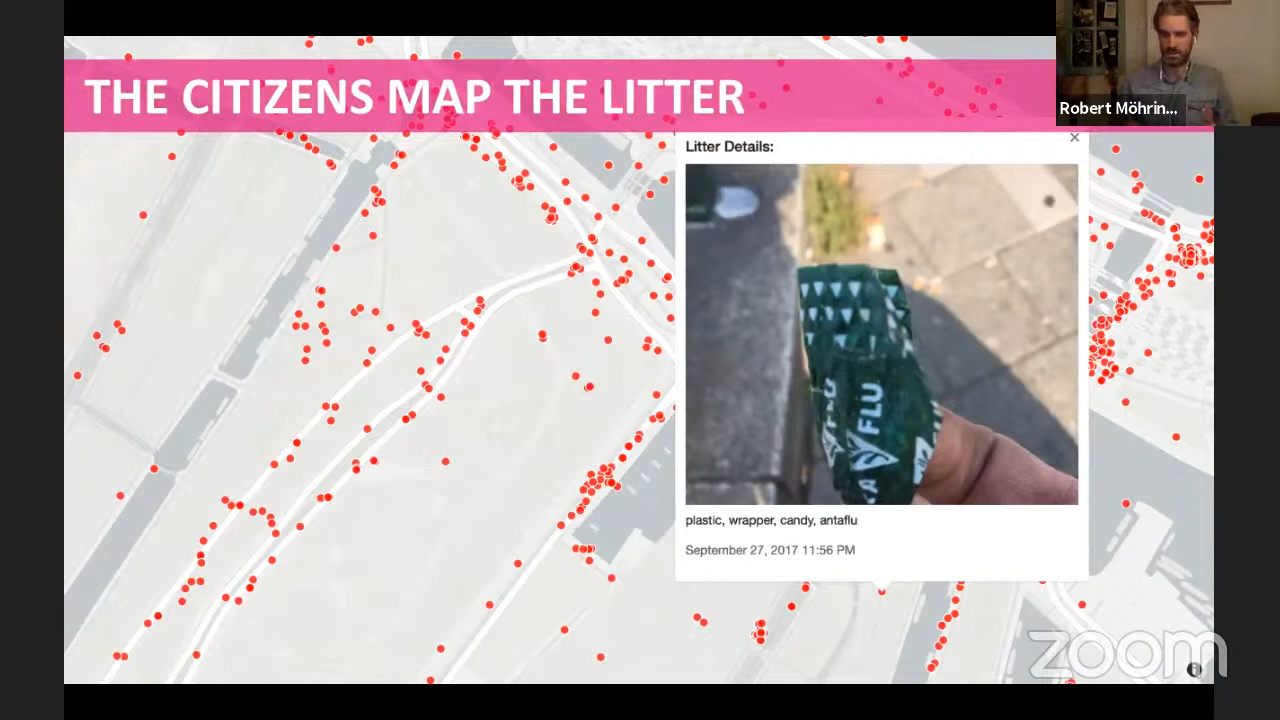 THE CITIZENS MAP THE LITTER
Robert Möhrin...
Litter Details:
FLU
FLU
plastic, wrapper, candy, antaflu
September 27, 2017 11:56 PM
zoom